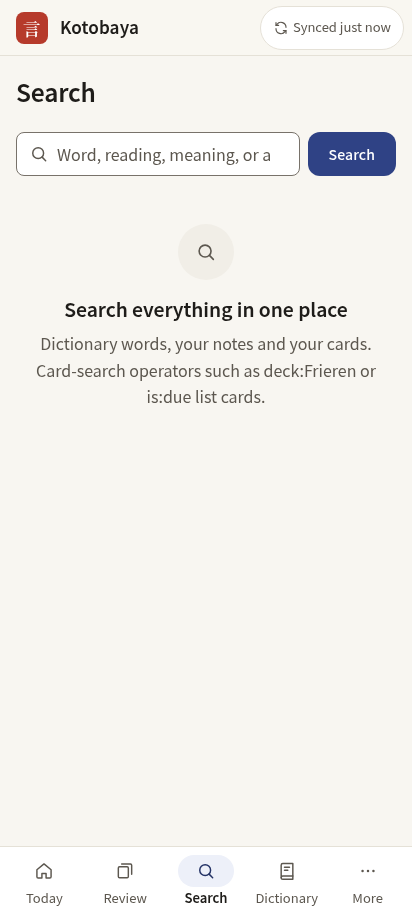 言 Kotobaya
Synced just now
Search
Word, reading, meaning, or a
Search
Search everything in one place
Dictionary words, your notes and your cards.
Card-search operators such as deck:Frieren or
is:due list cards.
Today
Review
Search
Dictionary
More